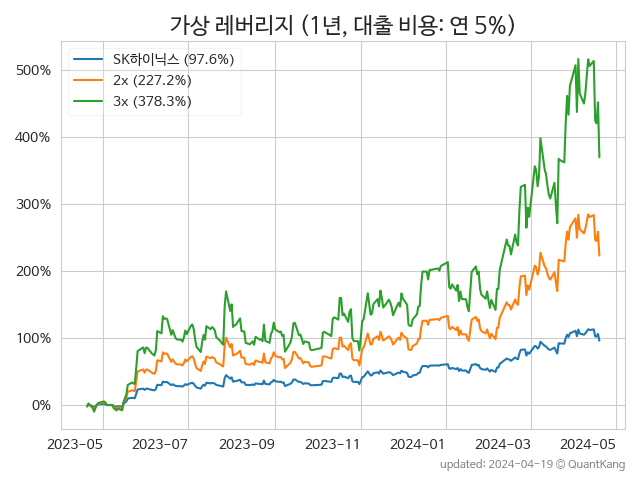 가상 레버리지 (1년, 대출 비용: 연 5%)
SK하이닉스 (97.6%)
2x (227.2%)
3x (378.3%)
500%
400%
300%
200%
100%
0%
2023-05 2023-07 2023-09 2023-11 2024-01 2024-03 2024-05
updated: 2024-04-19 © QuantKang